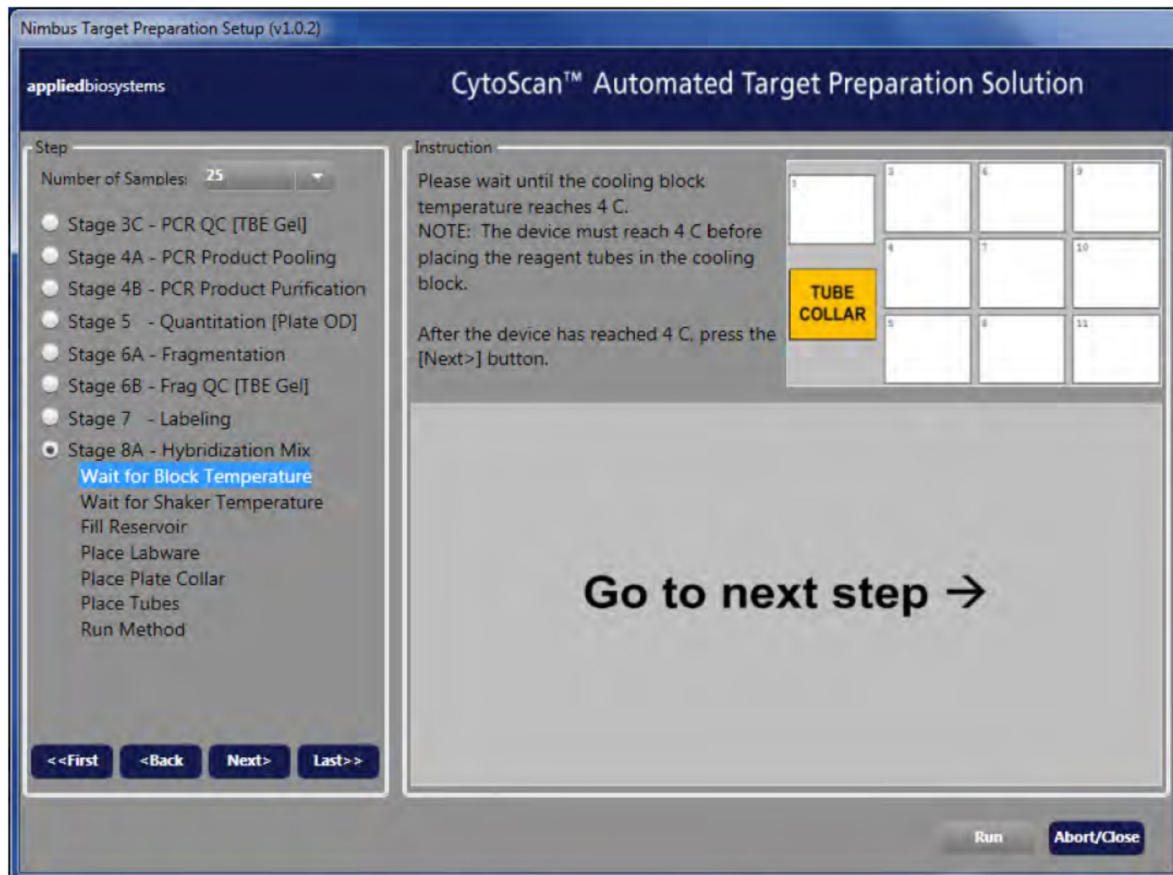 Nimbus Target Preparation Setup (v1.0.2)
appliedbiosystems
CytoScan™ Automated Target Preparation Solution
Step
Number of Samples: 25
Stage 3C - PCR QC [TBE Gel]
Stage 4A - PCR Product Pooling
Stage 4B - PCR Product Purification
Stage 5 - Quantitation [Plate OD]
Stage 6A - Fragmentation
Stage 6B - Frag QC [TBE Gel]
Stage 7 - Labeling
Stage 8A - Hybridization Mix
Wait for Block Temperature
Wait for Shaker Temperature
Fill Reservoir
Place Labware
Place Plate Collar
Place Tubes
Run Method
<<First
<Back
Next>
Last>>
Instruction
Please wait until the cooling block
temperature reaches 4 C.
NOTE: The device must reach 4 C before
placing the reagent tubes in the cooling
block.
After the device has reached 4 C, press the
[Next>] button.
1
TUBE
COLLAR
9
7
10
11
Go to next step →
Run
Abort/Close